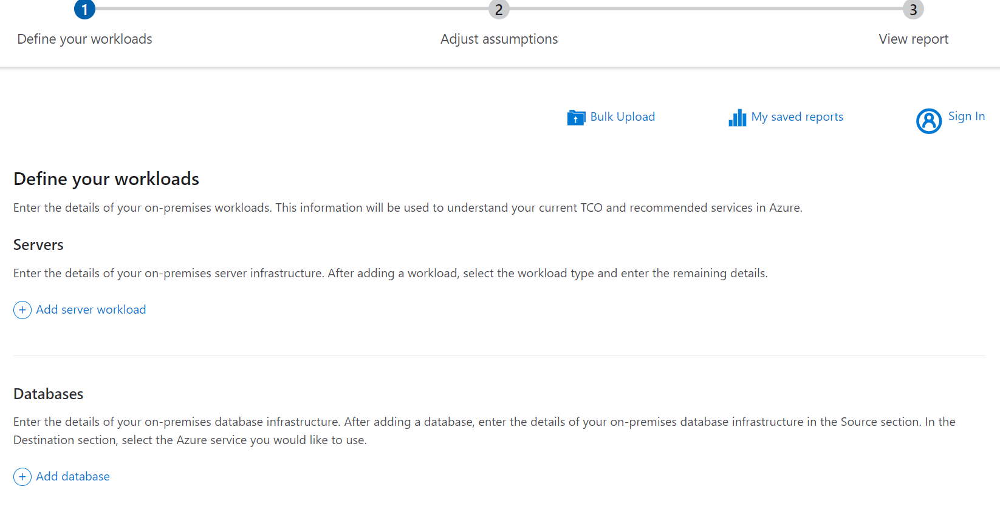 1
2
3
Define your workloads
Adjust assumptions
View report
Bulk Upload
My saved reports
Sign In
Define your workloads
Enter the details of your on-premises workloads. This information will be used to understand your current TCO and recommended services in Azure.
Servers
Enter the details of your on-premises server infrastructure. After adding a workload, select the workload type and enter the remaining details.
Add server workload
Databases
Enter the details of your on-premises database infrastructure. After adding a database, enter the details of your on-premises database infrastructure in the Source section. In the
Destination section, select the Azure service you would like to use.
Add database